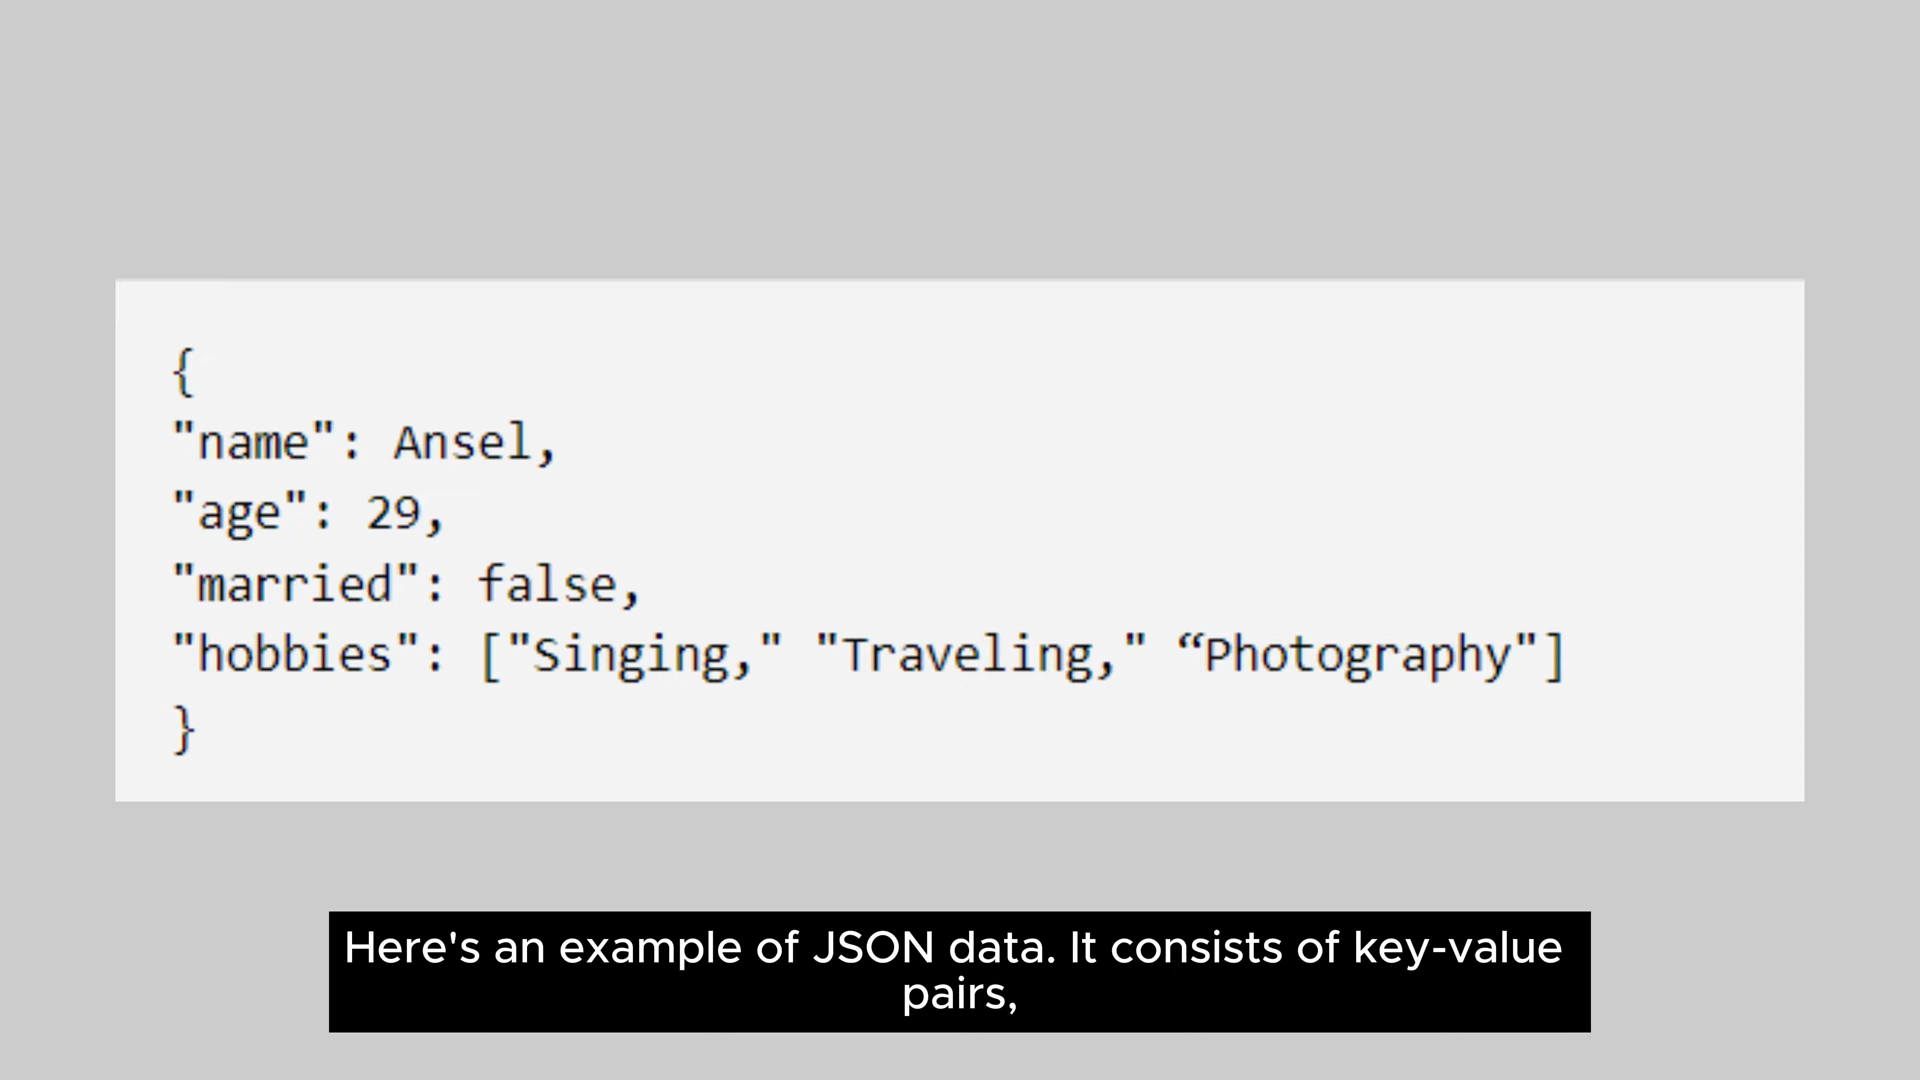 {
"name": Ansel,
"age": 29,
"married": false,
"hobbies": ["Singing," "Traveling," “Photography"]
}
Here's an example of JSON data. It consists of key-value
pairs,